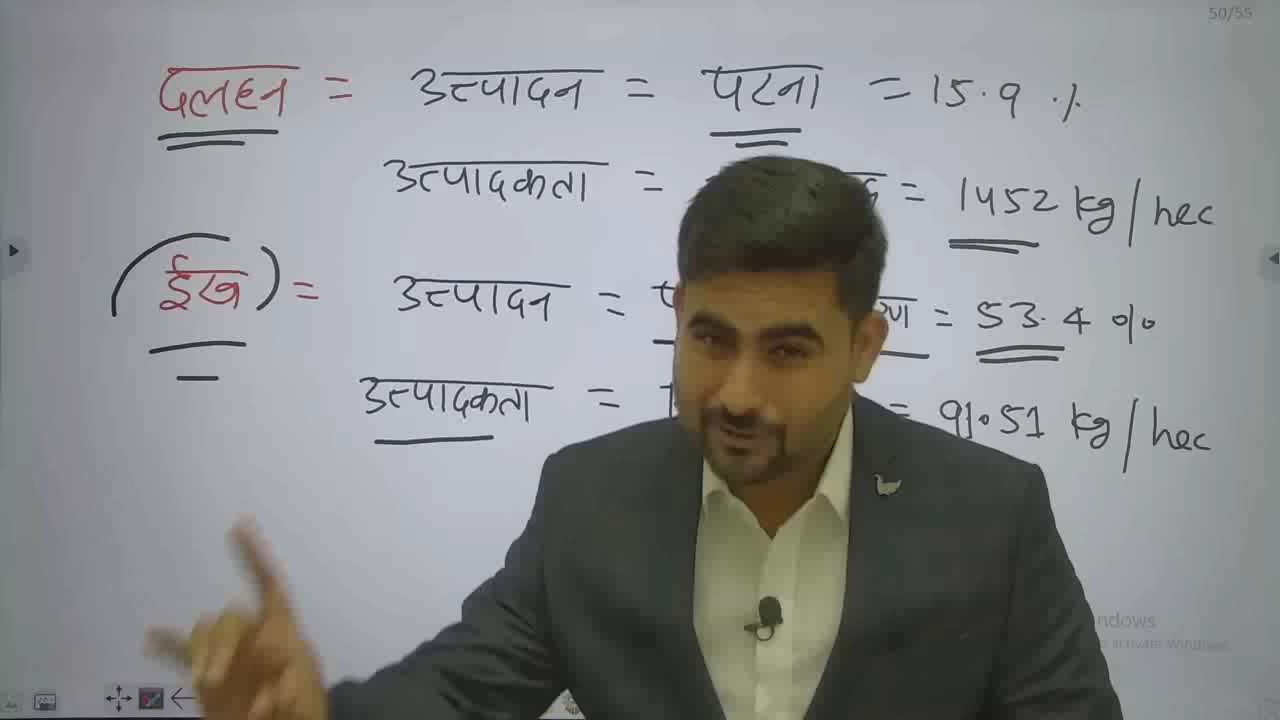 50/55
दलहन = उत्पादन = पटना = 15.9 %
उत्पादकता = = 1452 kg/hec
(ईख) = उत्पादन = = 53.4 %
उत्पादकता = = 91.51 kg/hec